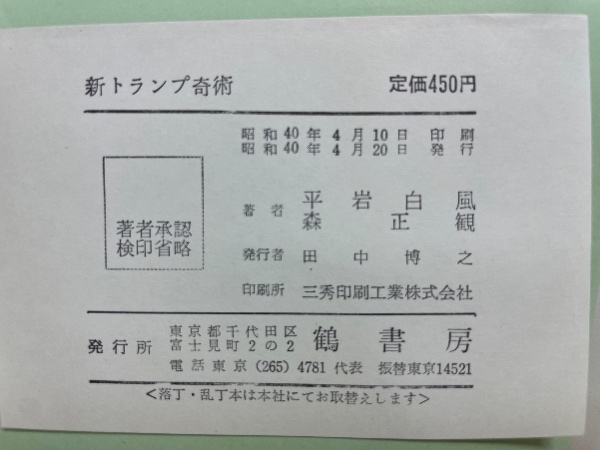 新トランプ奇術 定価450円
昭和40年4月10日 印刷
昭和40年4月20日 発行
著者承認
検印省略
著者 平岩白風
森正観
発行者 田中博之
印刷所 三秀印刷工業株式会社
発行所 東京都千代田区
富士見町2の2 鶴書房
電話東京(265)4781代表 振替東京14521
<落丁・乱丁本は本社にてお取替えします>